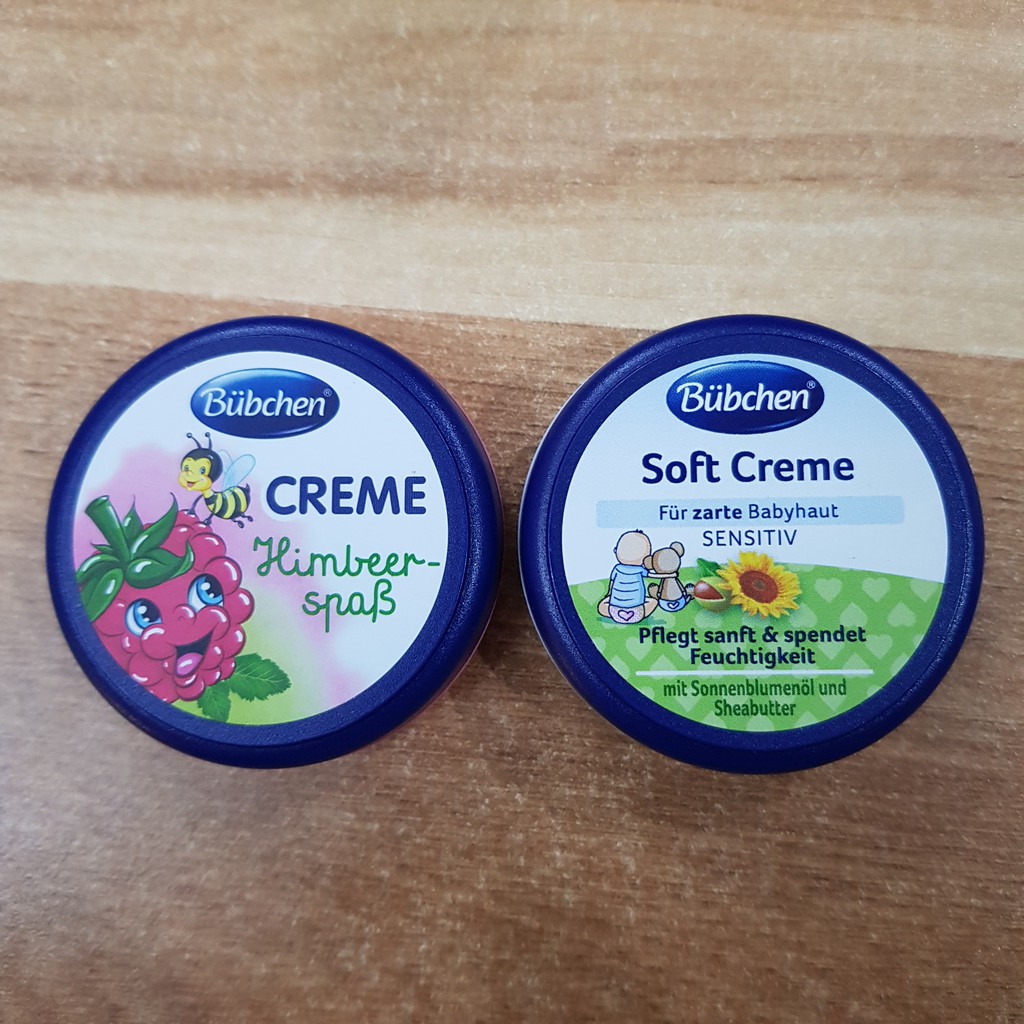 Bübchen®
CREME
Himbeer-
spaß
Bübchen®
Soft Creme
Für zarte Babyhaut
SENSITIV
Pflegt sanft & spendet
Feuchtigkeit
mit Sonnenblumenöl und
Sheabutter